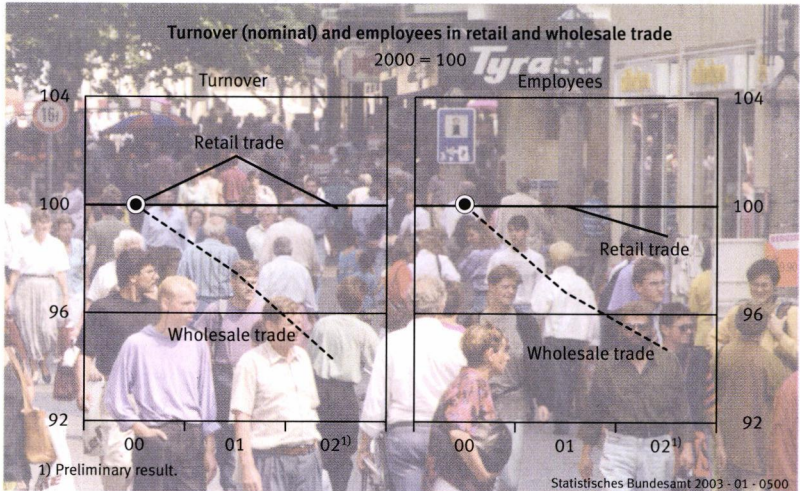 Turnover (nominal) and employees in retail and wholesale trade
2000 = 100
Turnover
104
100
96
92
Retail trade
Wholesale trade
00 01 02¹⁾
Employees
104
100
96
92
Retail trade
Wholesale trade
00 01 02¹⁾
1) Preliminary result.
Statistisches Bundesamt 2003 - 01 - 0500